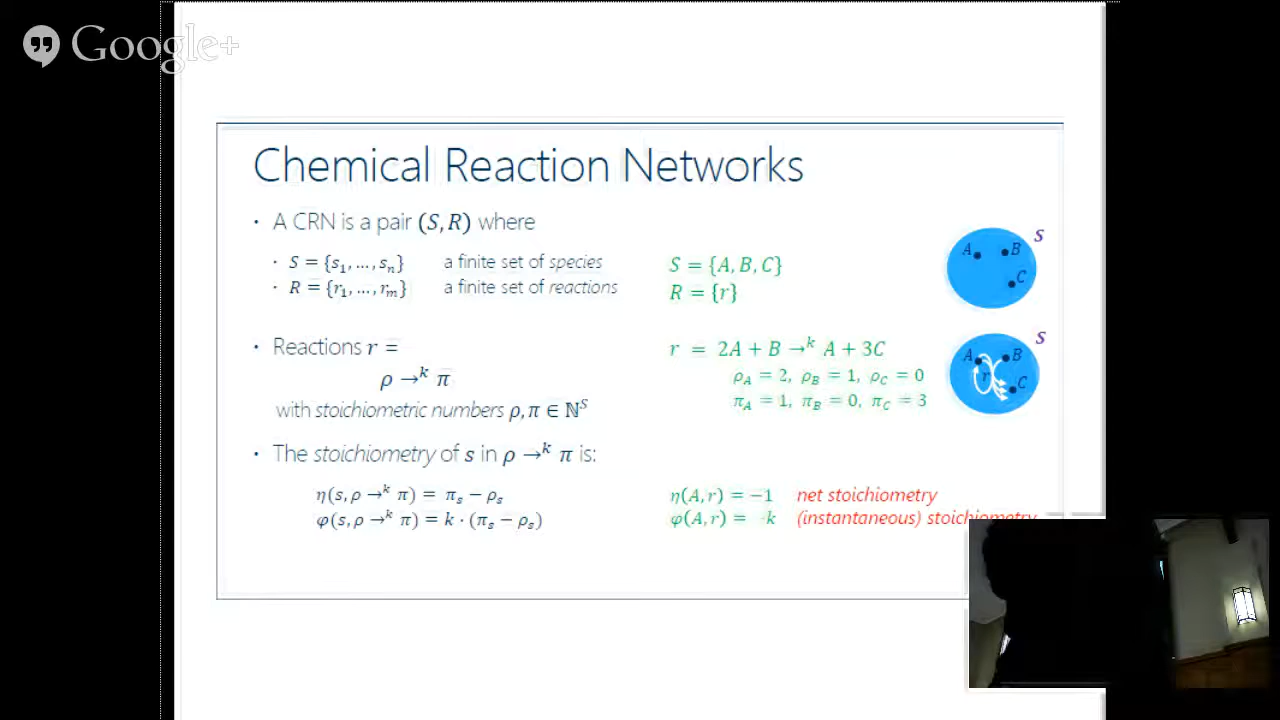 Google+
Chemical Reaction Networks
• A CRN is a pair (S, R) where
• S = {s₁, ..., sₙ} a finite set of species
• R = {r₁, ..., rₘ} a finite set of reactions
S = {A, B, C}
R = {r}
A B C S
• Reactions r =
ρ →ᵏ π
with stoichiometric numbers ρ, π ∈ ℕˢ
r = 2A + B →ᵏ A + 3C
ρ_A = 2, ρ_B = 1, ρ_C = 0
π_A = 1, π_B = 0, π_C = 3
A B r C S
• The stoichiometry of s in ρ →ᵏ π is:
η(s, ρ →ᵏ π) = π_s − ρ_s
φ(s, ρ →ᵏ π) = k · (π_s − ρ_s)
η(A, r) = −1 net stoichiometry
φ(A, r) = -k (instantaneous) stoichiometry